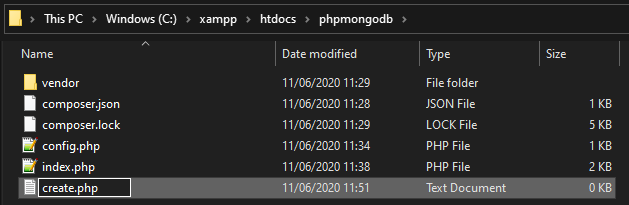 This PC > Windows (C:) > xampp > htdocs > phpmongodb >
Name Date modified Type Size
vendor 11/06/2020 11:29 File folder
composer.json 11/06/2020 11:28 JSON File 1 KB
composer.lock 11/06/2020 11:29 LOCK File 5 KB
config.php 11/06/2020 11:34 PHP File 1 KB
index.php 11/06/2020 11:38 PHP File 2 KB
create.php 11/06/2020 11:51 Text Document 0 KB